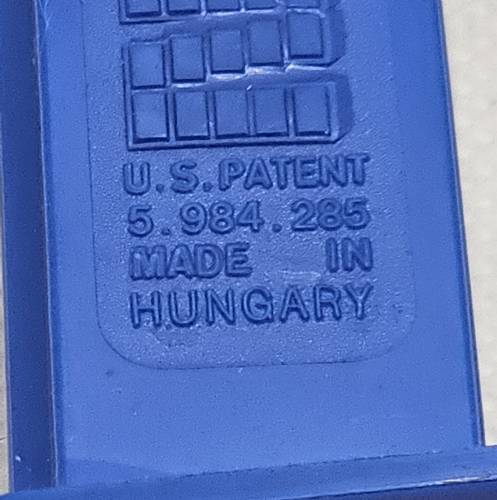 U.S. PATENT
5.984.285
MADE IN
HUNGARY